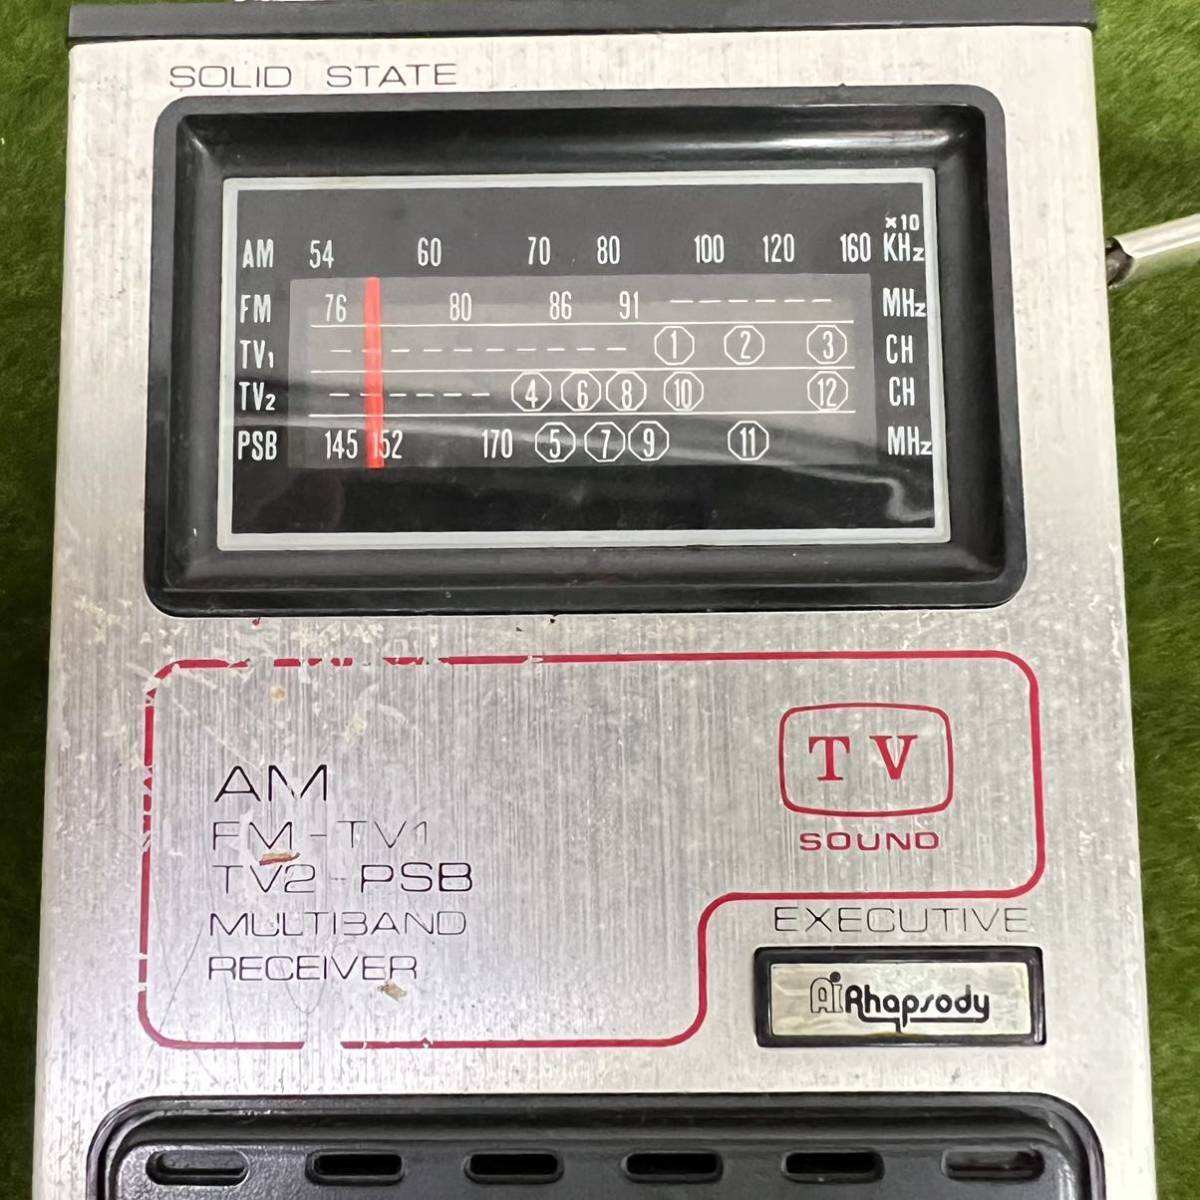 SOLID STATE
×10
AM 54 60 70 80 100 120 160 KHz
FM 76 80 86 91 MHz
TV1 1 2 3 CH
TV2 4 6 8 10 12 CH
PSB 145 152 170 5 7 9 11 MHz
TV
SOUND
AM
FM-TV1
TV2-PSB
MULTIBAND
RECEIVER
EXECUTIVE
Ai Rhapsody